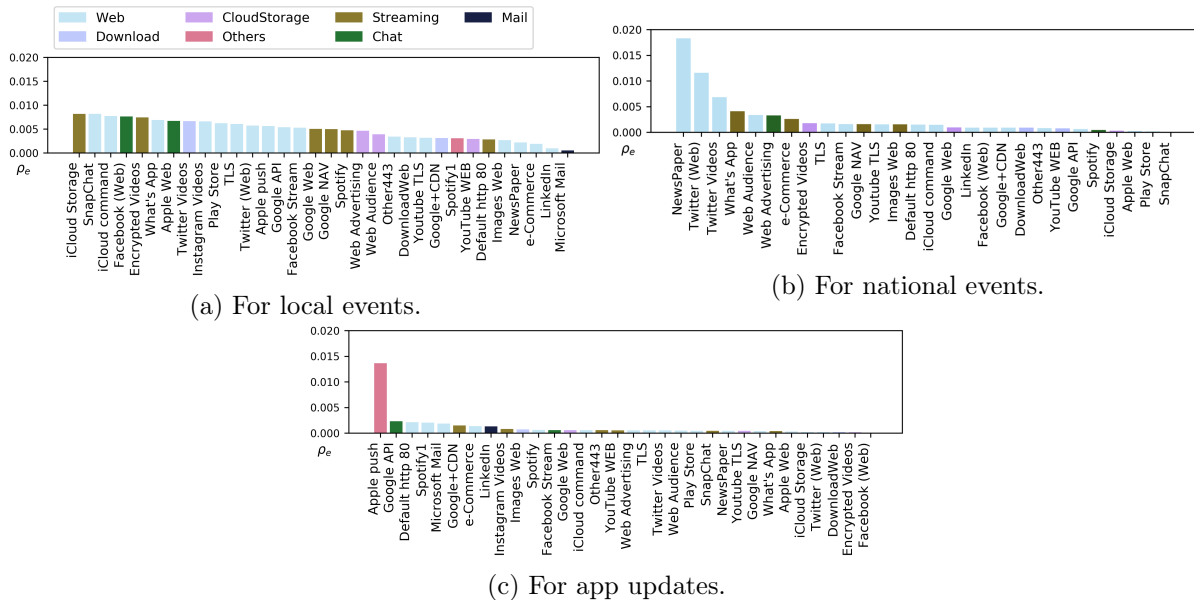 Web CloudStorage Streaming Mail
Download Others Chat
0.020
0.015
0.010
0.005
0.000
ρe
iCloud Storage
SnapChat
iCloud command
Facebook (Web)
Encrypted Videos
What's App
Apple Web
Twitter Videos
Instagram Videos
Play Store
TLS
Twitter (Web)
Apple push
Google API
Facebook Stream
Google Web
Google NAV
Spotify
Web Advertising
Web Audience
Other443
DownloadWeb
Youtube TLS
Google+CDN
Spotify1
YouTube WEB
Default http 80
Images Web
NewsPaper
e-Commerce
LinkedIn
Microsoft Mail
(a) For local events.
0.020
0.015
0.010
0.005
0.000
ρe
NewsPaper
Twitter (Web)
Twitter Videos
What's App
Web Audience
Web Advertising
e-Commerce
Encrypted Videos
TLS
Facebook Stream
Google NAV
Youtube TLS
Images Web
Default http 80
iCloud command
Google Web
LinkedIn
Facebook (Web)
Google+CDN
DownloadWeb
Other443
YouTube WEB
Google API
Spotify
iCloud Storage
Apple Web
Play Store
SnapChat
(b) For national events.
0.020
0.015
0.010
0.005
0.000
ρe
Apple push
Google API
Default http 80
Spotify1
Microsoft Mail
Google+CDN
e-Commerce
LinkedIn
Instagram Videos
Images Web
Spotify
Facebook Stream
Google Web
iCloud command
Other443
YouTube WEB
Web Advertising
TLS
Twitter Videos
Web Audience
Play Store
SnapChat
NewsPaper
Youtube TLS
Google NAV
What's App
Apple Web
iCloud Storage
Twitter (Web)
DownloadWeb
Encrypted Videos
Facebook (Web)
(c) For app updates.